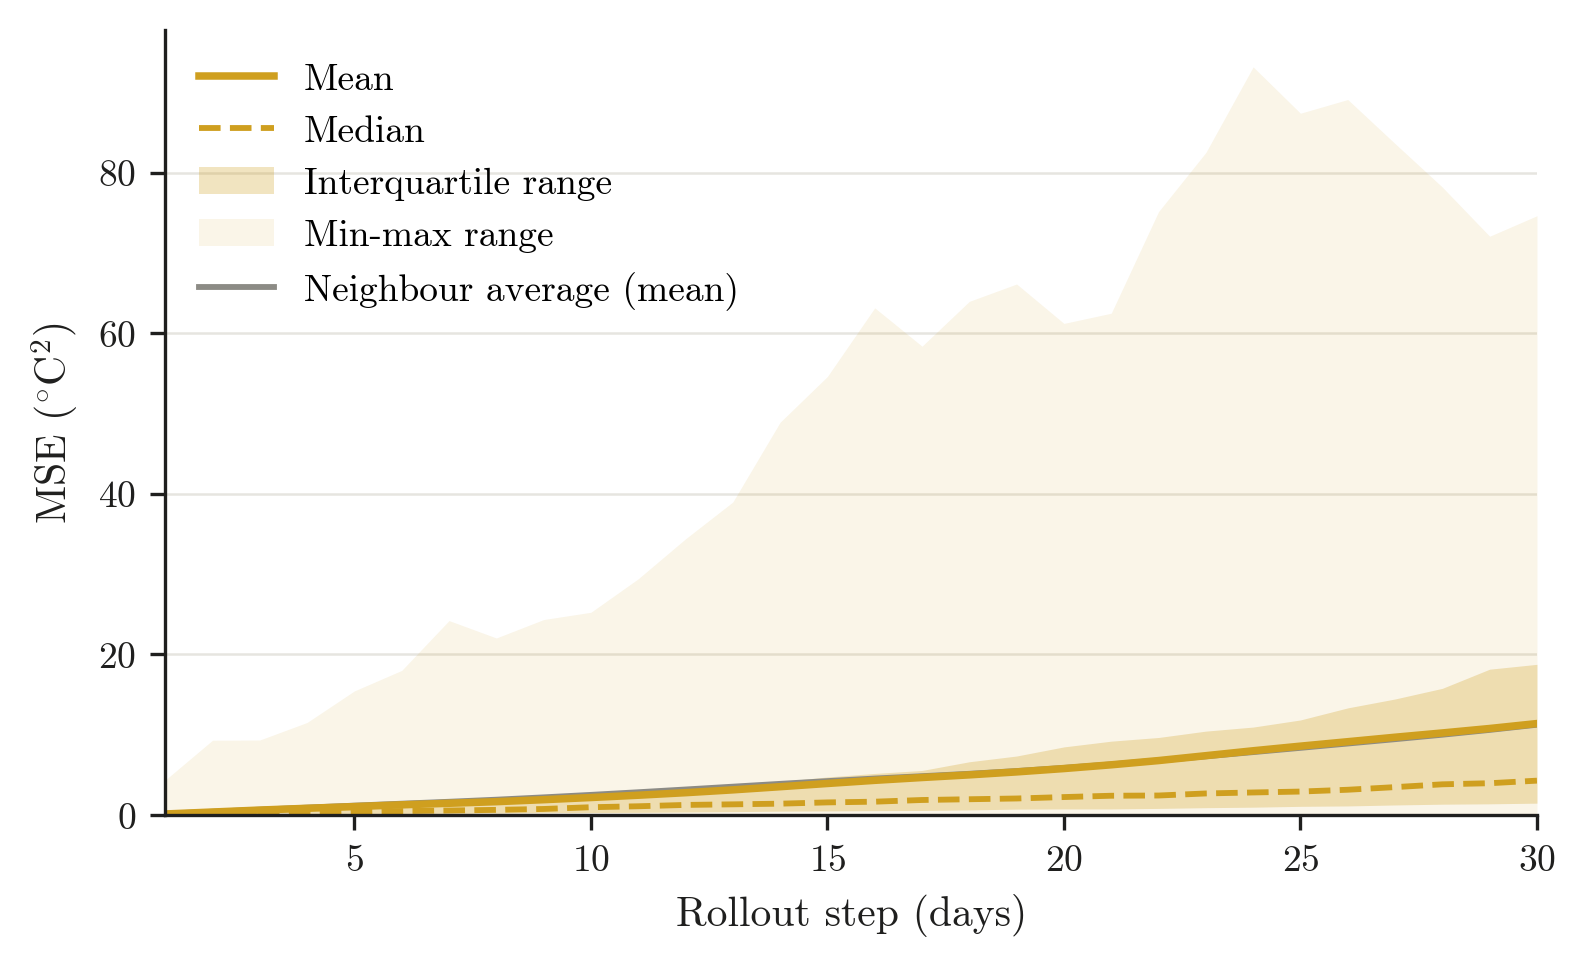 Mean
Median
Interquartile range
Min-max range
Neighbour average (mean)
MSE (°C²)
80
60
40
20
0
5 10 15 20 25 30
Rollout step (days)